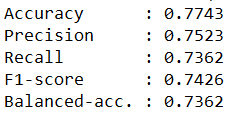 Accuracy : 0.7743
Precision : 0.7523
Recall : 0.7362
F1-score : 0.7426
Balanced-acc. : 0.7362